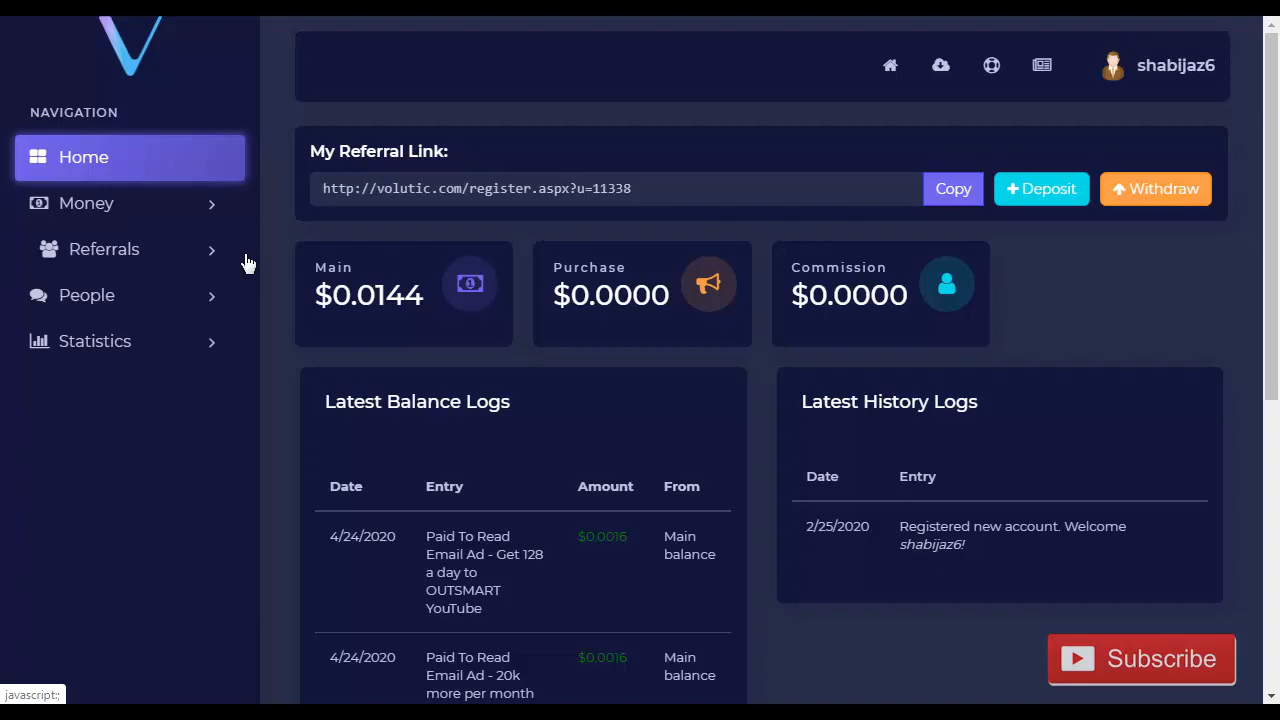 shabijaz6
NAVIGATION
Home
Money
Referrals
People
Statistics
My Referral Link:
http://volutic.com/register.aspx?u=11338
Copy
Deposit
Withdraw
Main
$0.0144
Purchase
$0.0000
Commission
$0.0000
Latest Balance Logs
Date Entry Amount From
4/24/2020 Paid To Read $0.0016 Main
Email Ad - Get 128 balance
a day to
OUTSMART
YouTube
4/24/2020 Paid To Read $0.0016 Main
Email Ad - 20k balance
more per month
Latest History Logs
Date Entry
2/25/2020 Registered new account. Welcome
shabijaz6!
Subscribe
javascript:;